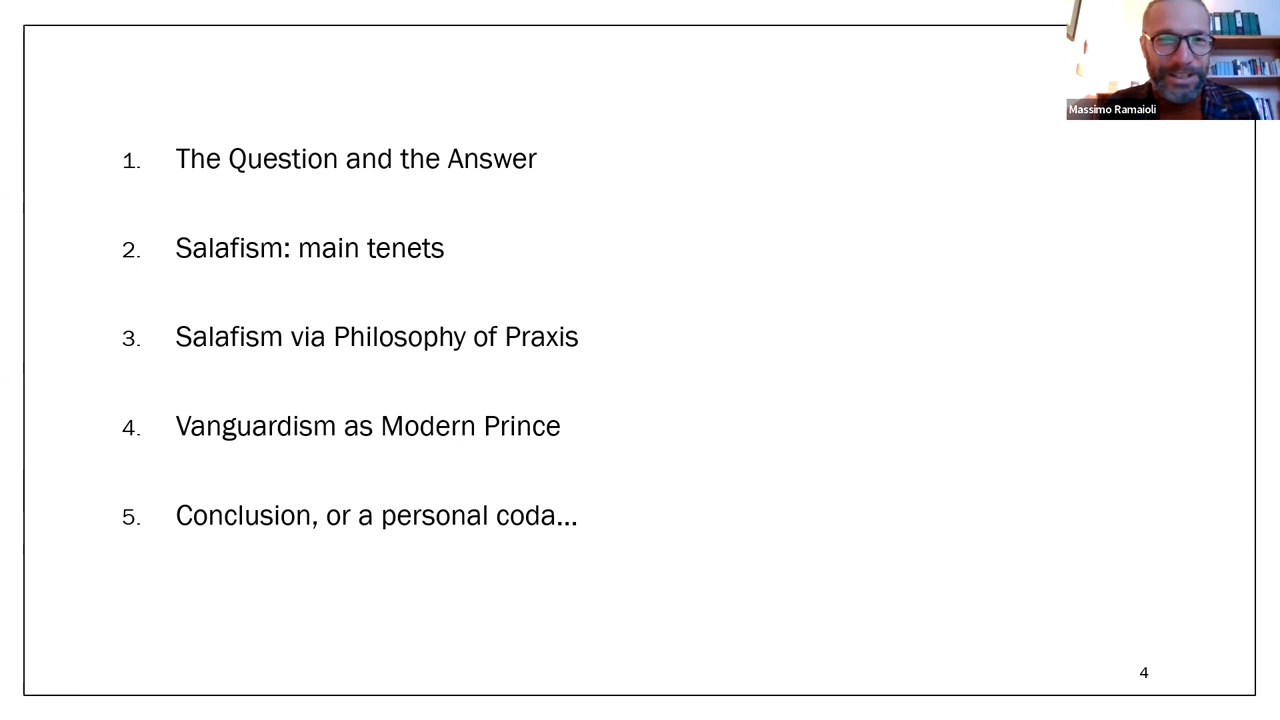 Massimo Ramaioli
1. The Question and the Answer
2. Salafism: main tenets
3. Salafism via Philosophy of Praxis
4. Vanguardism as Modern Prince
5. Conclusion, or a personal coda...
4